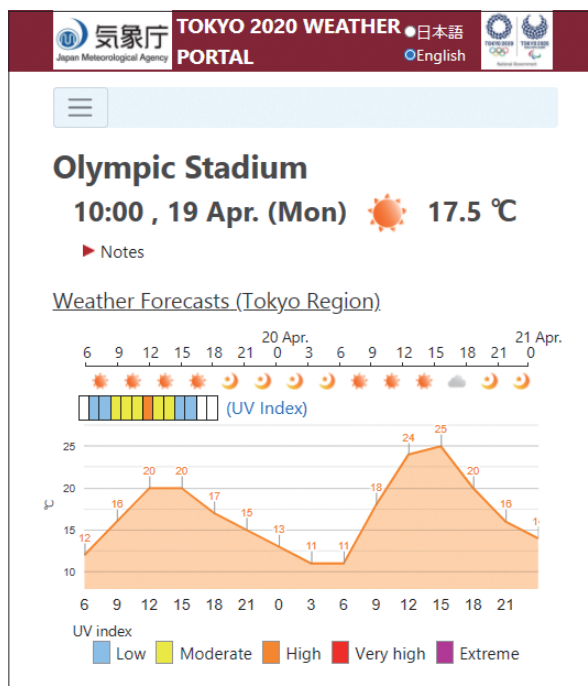 気象庁
Japan Meteorological Agency
TOKYO 2020 WEATHER
PORTAL
日本語
English
TOKYO 2020
TOKYO 2020
Olympic Stadium
10:00 , 19 Apr. (Mon) 17.5 ℃
Notes
Weather Forecasts (Tokyo Region)
20 Apr. 21 Apr.
6 9 12 15 18 21 0 3 6 9 12 15 18 21 0
(UV Index)
25
20
15
10
℃
12 16 20 20 17 15 13 11 11 18 24 25 20 16
6 9 12 15 18 21 0 3 6 9 12 15 18 21
UV index
Low Moderate High Very high Extreme